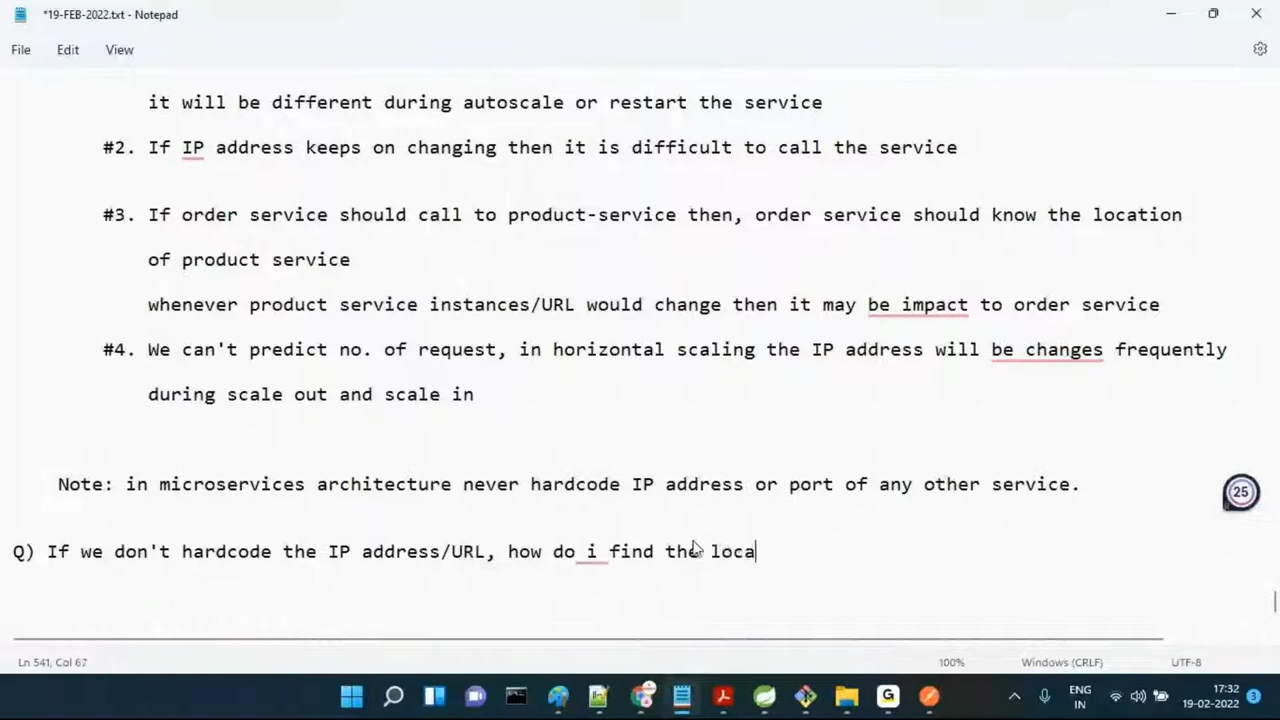 *19-FEB-2022.txt - Notepad
File Edit View
it will be different during autoscale or restart the service
#2. If IP address keeps on changing then it is difficult to call the service
#3. If order service should call to product-service then, order service should know the location
of product service
whenever product service instances/URL would change then it may be impact to order service
#4. We can't predict no. of request, in horizontal scaling the IP address will be changes frequently
during scale out and scale in
Note: in microservices architecture never hardcode IP address or port of any other service.
25
Q) If we don't hardcode the IP address/URL, how do i find the loca
Ln 541, Col 67 100% Windows (CRLF) UTF-8
ENG
IN
17:32
19-02-2022
3